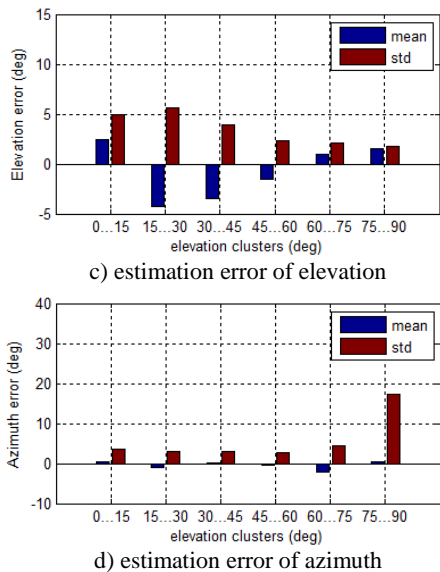 15
10
5
0
-5
Elevation error (deg)
mean
std
0...15 15...30 30...45 45...60 60...75 75...90
elevation clusters (deg)
c) estimation error of elevation
40
30
20
10
0
-10
Azimuth error (deg)
mean
std
0...15 15...30 30...45 45...60 60...75 75...90
elevation clusters (deg)
d) estimation error of azimuth